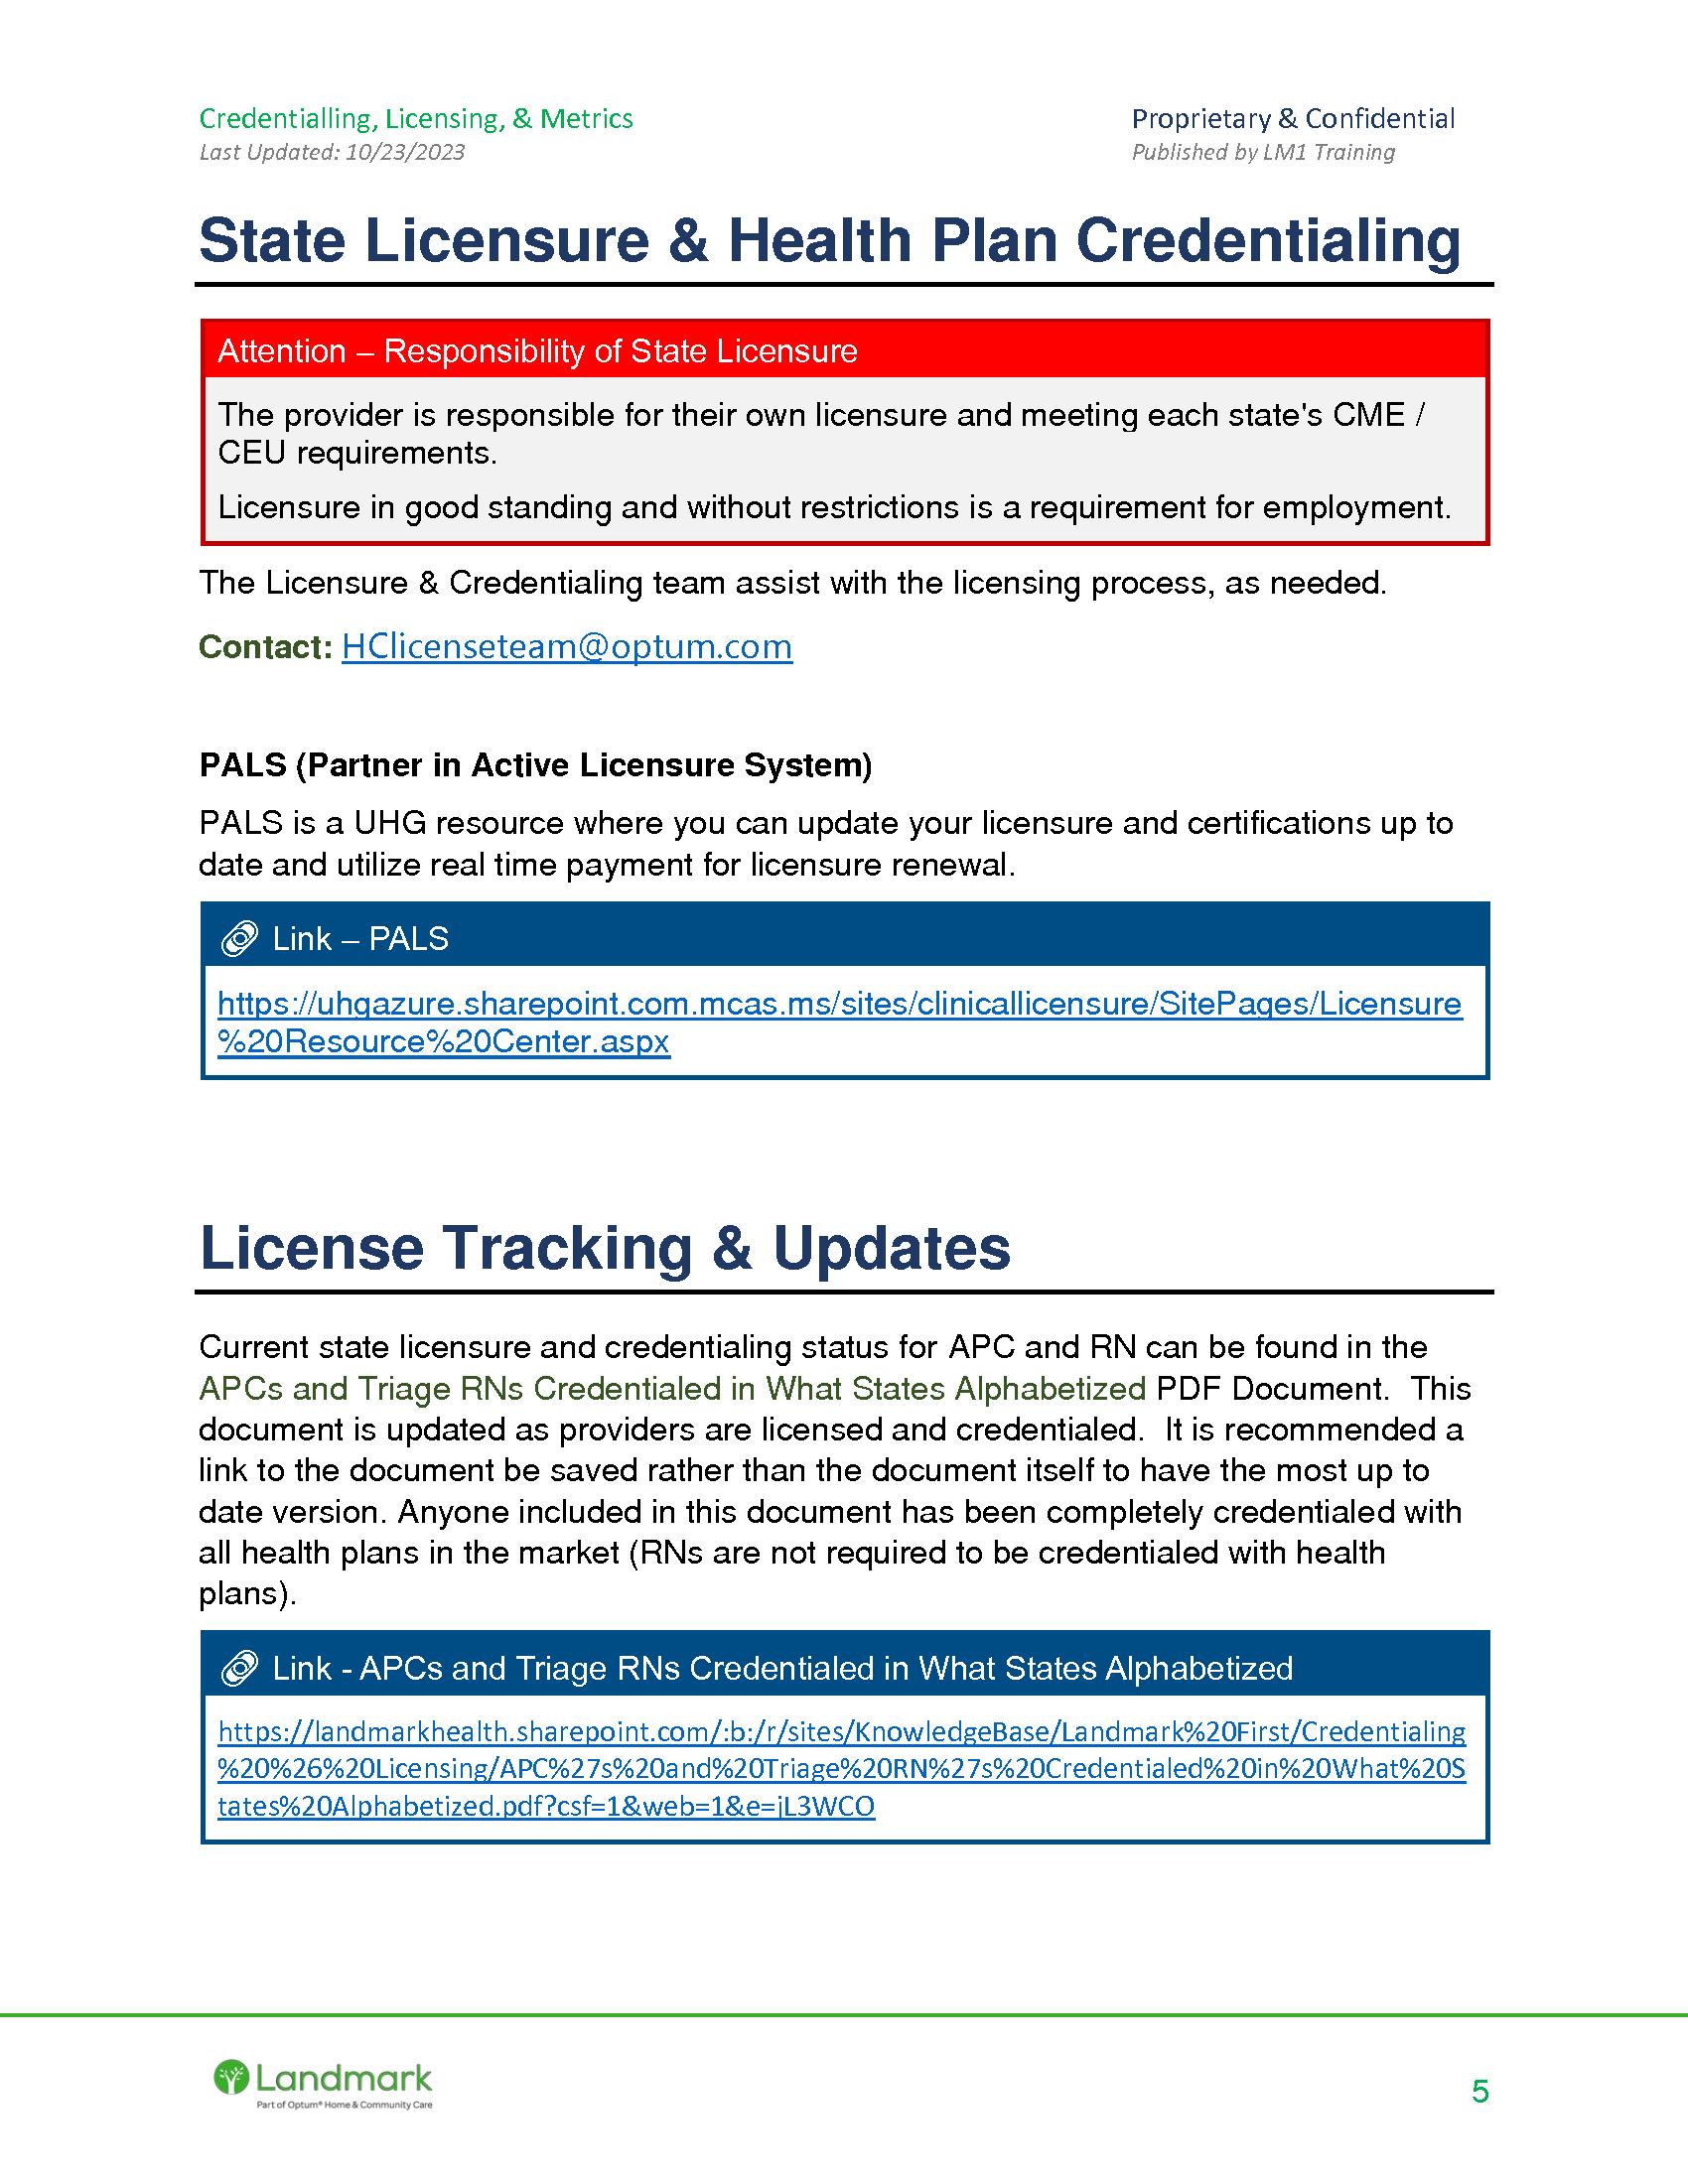 Credentialling, Licensing, & Metrics
Proprietary & Confidential
Last Updated: 10/23/2023
Published by LM1 Training
State Licensure & Health Plan Credentialing
Attention – Responsibility of State Licensure
The provider is responsible for their own licensure and meeting each state's CME /
CEU requirements.
Licensure in good standing and without restrictions is a requirement for employment.
The Licensure & Credentialing team assist with the licensing process, as needed.
Contact: HClicenseteam@optum.com
PALS (Partner in Active Licensure System)
PALS is a UHG resource where you can update your licensure and certifications up to
date and utilize real time payment for licensure renewal.
Link – PALS
https://uhgazure.sharepoint.com.mcas.ms/sites/clinicallicensure/SitePages/Licensure
%20Resource%20Center.aspx
License Tracking & Updates
Current state licensure and credentialing status for APC and RN can be found in the
APCs and Triage RNs Credentialed in What States Alphabetized PDF Document.  This
document is updated as providers are licensed and credentialed.  It is recommended a
link to the document be saved rather than the document itself to have the most up to
date version. Anyone included in this document has been completely credentialed with
all health plans in the market (RNs are not required to be credentialed with health
plans).
Link - APCs and Triage RNs Credentialed in What States Alphabetized
https://landmarkhealth.sharepoint.com/:b:/r/sites/KnowledgeBase/Landmark%20First/Credentialing
%20%26%20Licensing/APC%27s%20and%20Triage%20RN%27s%20Credentialed%20in%20What%20S
tates%20Alphabetized.pdf?csf=1&web=1&e=jL3WCO
Landmark
Part of Optum® Home & Community Care
5